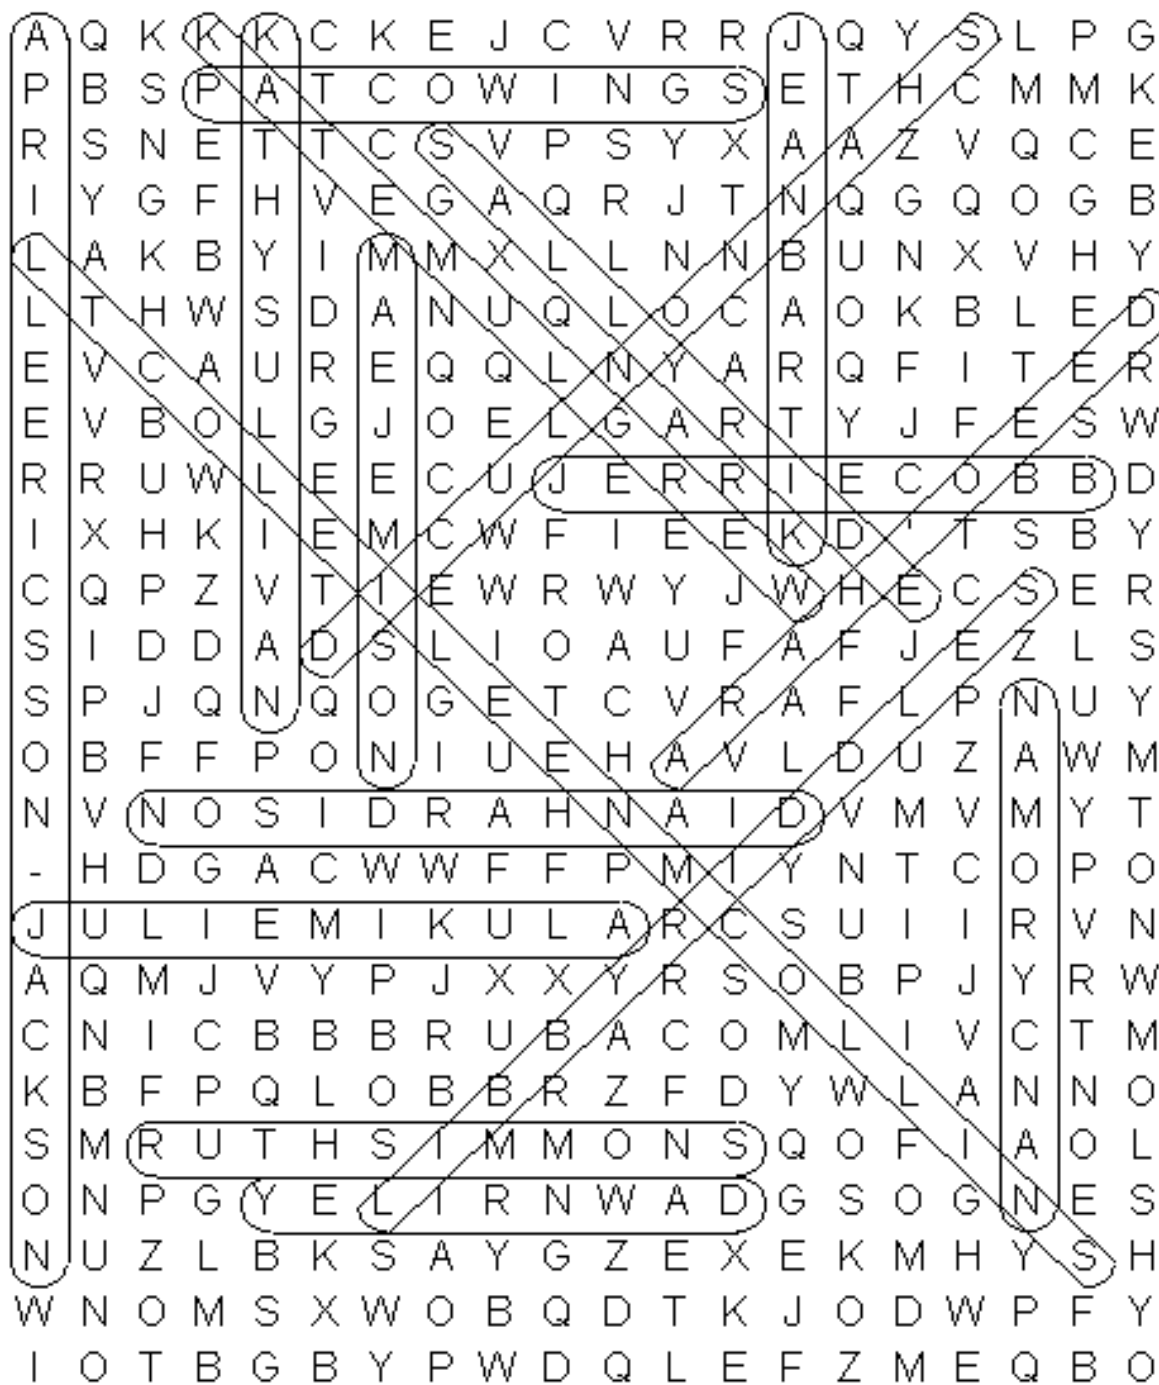 A Q K K K C K E J C V R R J Q Y S L P G
P B S P A T C O W I N G S E T H C M M K
R S N E T T C S V P S Y X A A Z V Q C E
I Y G F H V E G A Q R J T N Q G Q O G B
L A K B Y I M M X L L N N B U N X V H Y
L T H W S D A N U Q L O C A O K B L E D
E V C A U R E Q Q L N Y A R Q F I T E R
E V B O L G J O E L G A R T Y J F E S W
R R U W L E E C U J E R R I E C O B B D
I X H K I E M C W F I E E K D ' T S B Y
C Q P Z V T I E W R W Y J W H E C S E R
S I D D A D S L I O A U F A F J E Z L S
S P J Q N Q O G E T C V R A F L P N U Y
O B F F P O N I U E H A V L D U Z A W M
N V N O S I D R A H N A I D V M V M Y T
- H D G A C W W F F P M I Y N T C O P O
J U L I E M I K U L A R C S U I I R V N
A Q M J V Y P J X X Y R S O B P J Y R W
C N I C B B B R U B A C O M L I V C T M
K B F P Q L O B B R Z F D Y W L A N N O
S M R U T H S I M M O N S Q O F I A O L
O N P G Y E L I R N W A D G S O G N E S
N U Z L B K S A Y G Z E X E K M H Y S H
W N O M S X W O B Q D T K J O D W P F Y
I O T B G B Y P W D Q L E F Z M E Q B O